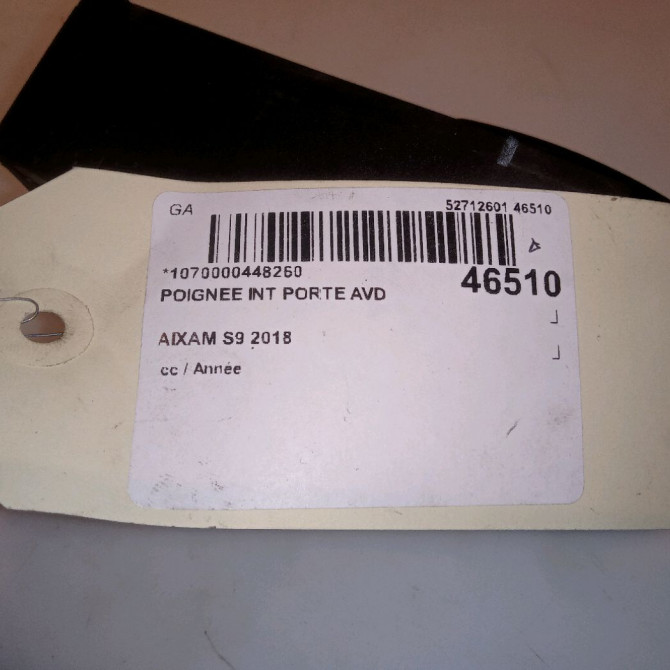 GA 52712601 46510
*1070000448260 46510
POIGNEE INT PORTE AVD
AIXAM S9 2018
cc / Année